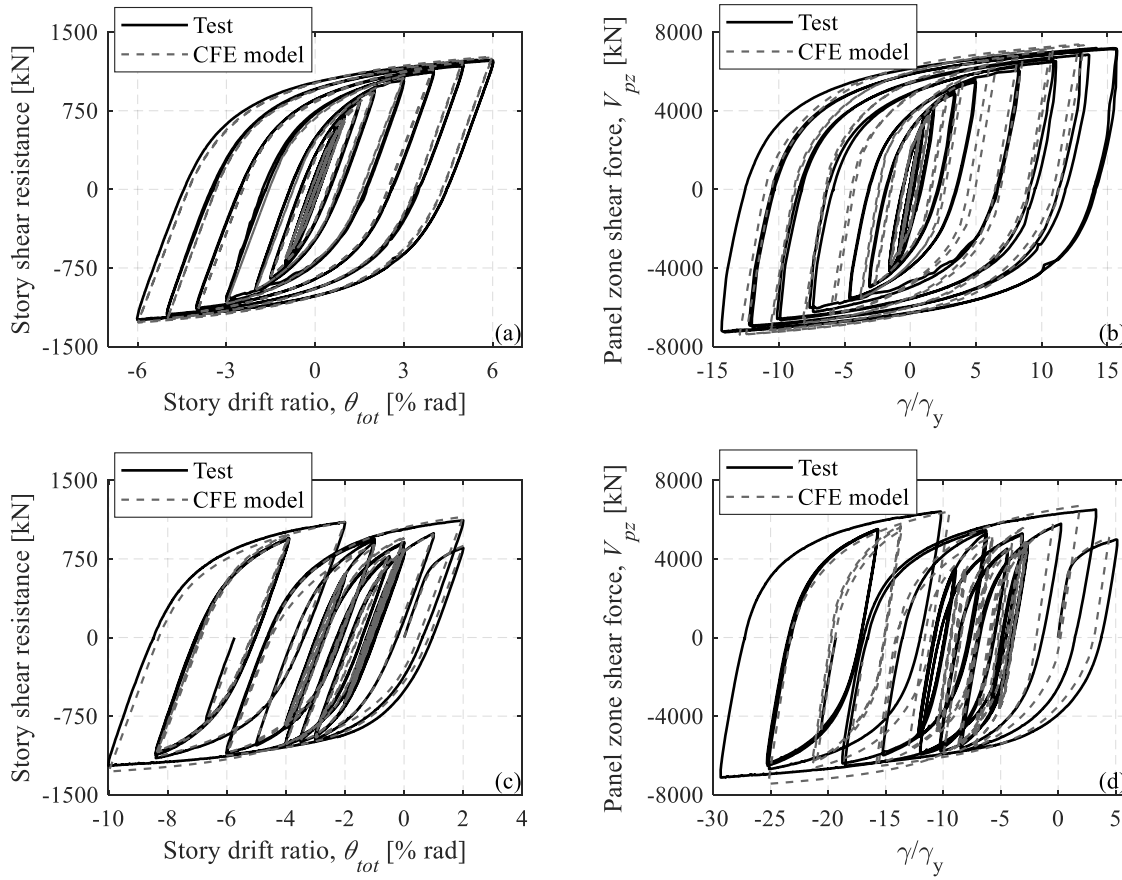 Test
CFE model
Story shear resistance [kN]
1500
750
0
-750
-1500
-6
-3
0
3
6
Story drift ratio, θtot [% rad]
(a)
Test
CFE model
Panel zone shear force, Vpz [kN]
8000
4000
0
-4000
-8000
-15
-10
-5
0
5
10
15
γ/γy
(b)
Test
CFE model
Story shear resistance [kN]
1500
750
0
-750
-1500
-10
-8
-6
-4
-2
0
2
4
Story drift ratio, θtot [% rad]
(c)
Test
CFE model
Panel zone shear force, Vpz [kN]
8000
4000
0
-4000
-8000
-30
-25
-20
-15
-10
-5
0
5
γ/γy
(d)